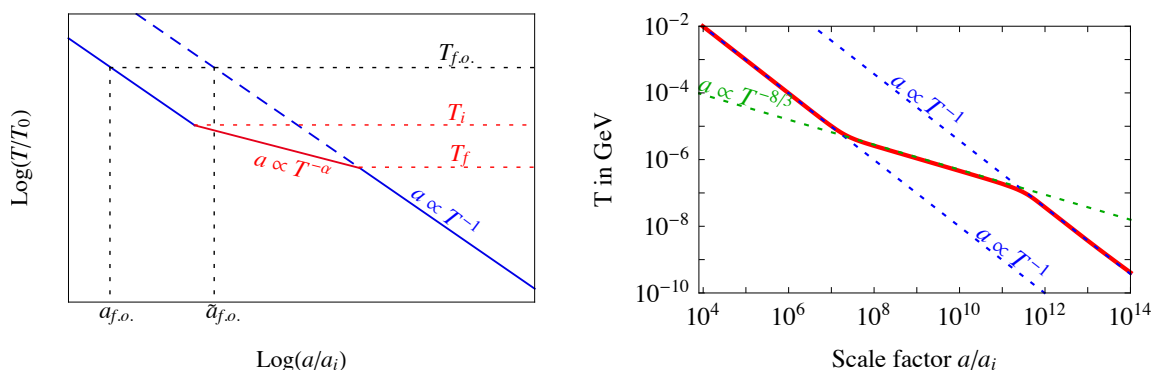 Log(T/T₀)
T_{f.o.}
T_i
T_f
a ∝ T^{-α}
a ∝ T^{-1}
a_{f.o.}
ã_{f.o.}
Log(a/a_i)
T in GeV
10^{-2}
10^{-4}
10^{-6}
10^{-8}
10^{-10}
a ∝ T^{-8/3}
a ∝ T^{-1}
a ∝ T^{-1}
10^4 10^6 10^8 10^{10} 10^{12} 10^{14}
Scale factor a/a_i